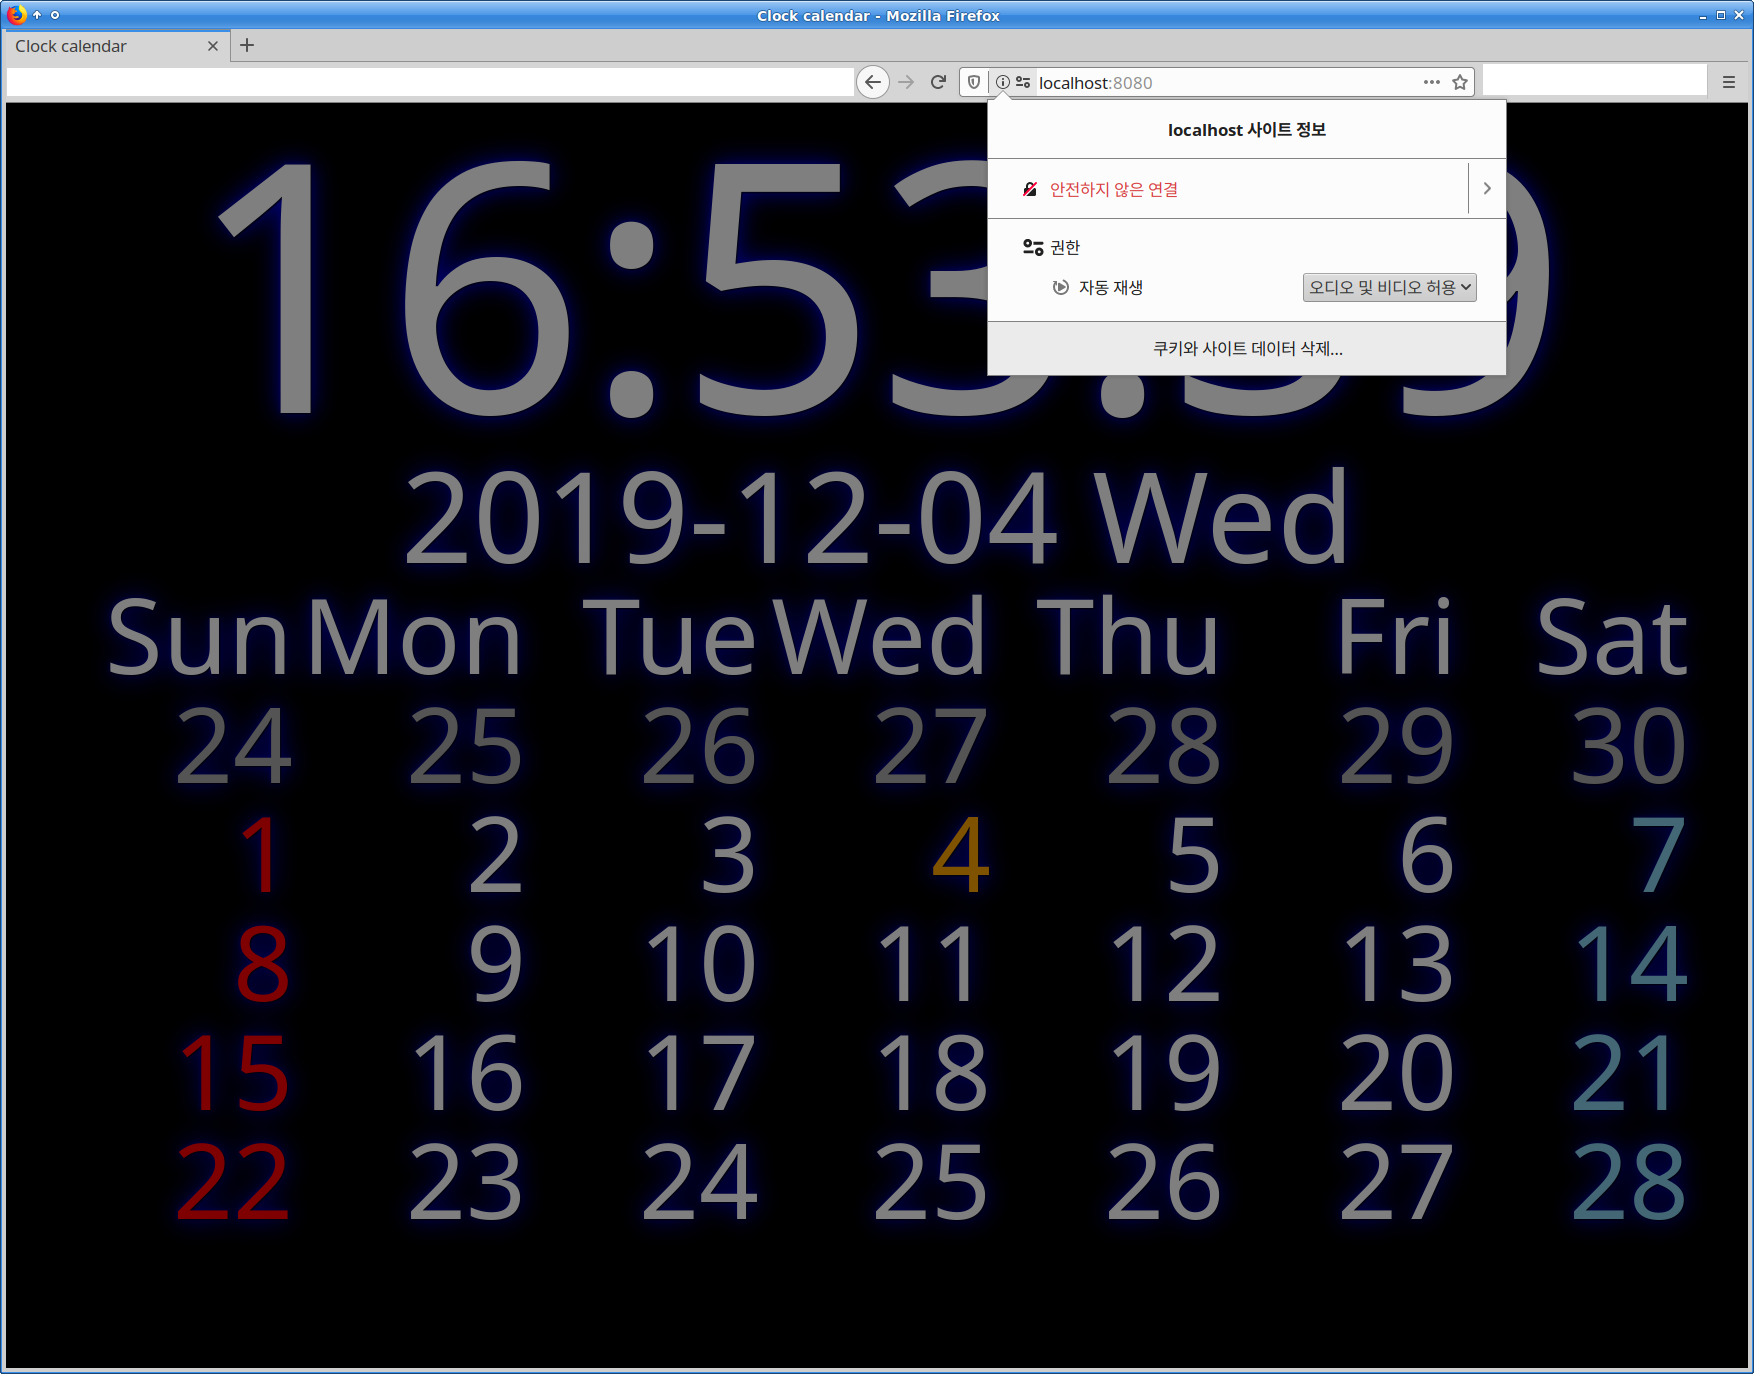 Clock calendar - Mozilla Firefox
Clock calendar
localhost:8080
localhost 사이트 정보
안전하지 않은 연결
권한
자동 재생 오디오 및 비디오 허용
쿠키와 사이트 데이터 삭제...
16:53:39
2019-12-04 Wed
Sun Mon Tue Wed Thu Fri Sat
24 25 26 27 28 29 30
1 2 3 4 5 6 7
8 9 10 11 12 13 14
15 16 17 18 19 20 21
22 23 24 25 26 27 28